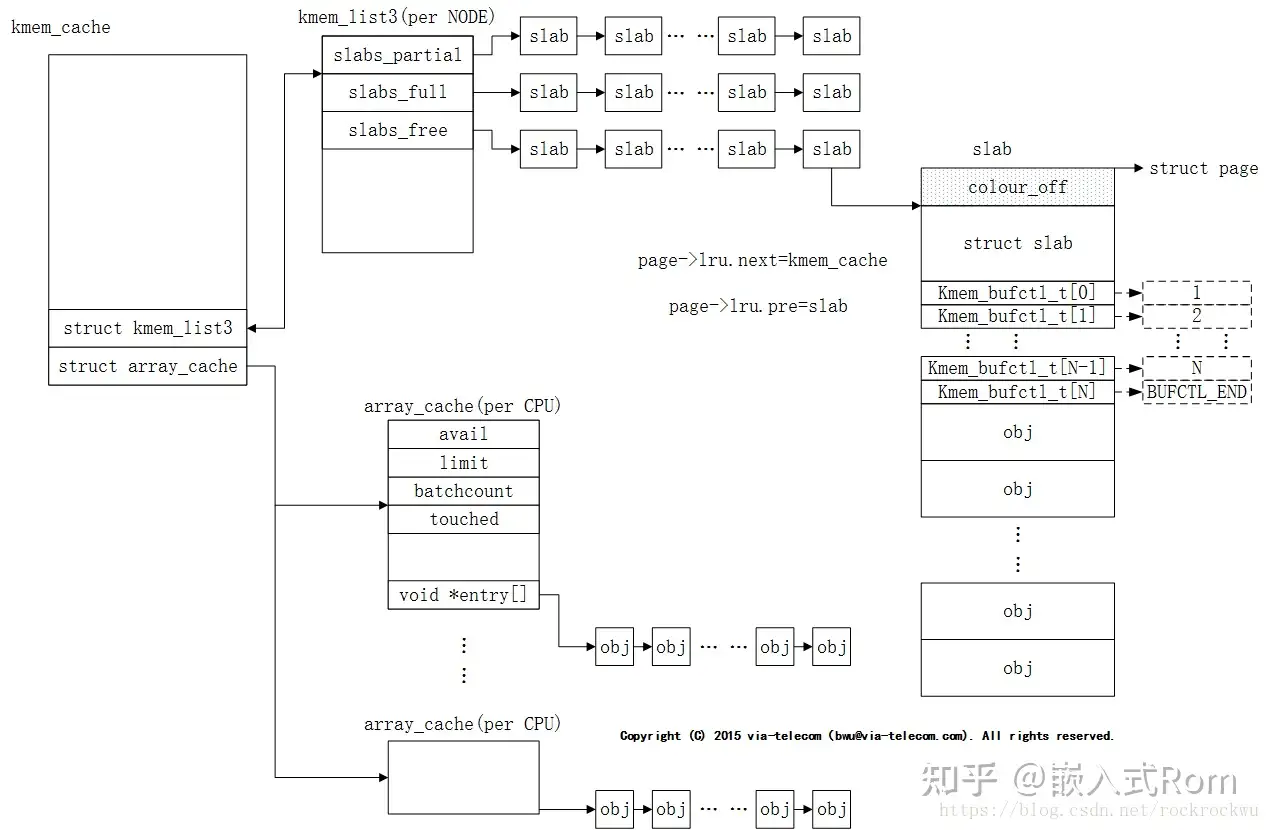 kmem_cache
struct kmem_list3
struct array_cache
kmem_list3(per NODE)
slabs_partial
slabs_full
slabs_free
slab slab … … slab slab
slab slab … … slab slab
slab slab … … slab slab
page->lru.next=kmem_cache
page->lru.pre=slab
slab
struct page
colour_off
struct slab
Kmem_bufctl_t[0] 1
Kmem_bufctl_t[1] 2
Kmem_bufctl_t[N-1] N
Kmem_bufctl_t[N] BUFCTL_END
obj
obj
obj
obj
array_cache(per CPU)
avail
limit
batchcount
touched
void *entry[]
obj obj … … obj obj
array_cache(per CPU)
obj obj … … obj obj
Copyright (C) 2015 via-telecom (bwu@via-telecom.com). All rights reserved.
知乎 @嵌入式Rom
https://blog.csdn.net/rockrockwu